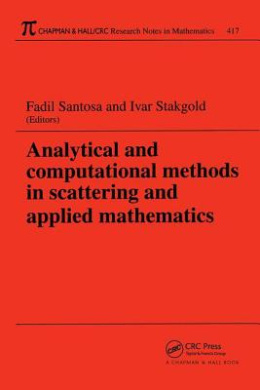 π CHAPMAN & HALL/CRC Research Notes in Mathematics 417
Fadil Santosa and Ivar Stakgold
(Editors)
Analytical and
computational methods
in scattering and
applied mathematics
CRC Press
Taylor & Francis Group
A CHAPMAN & HALL BOOK